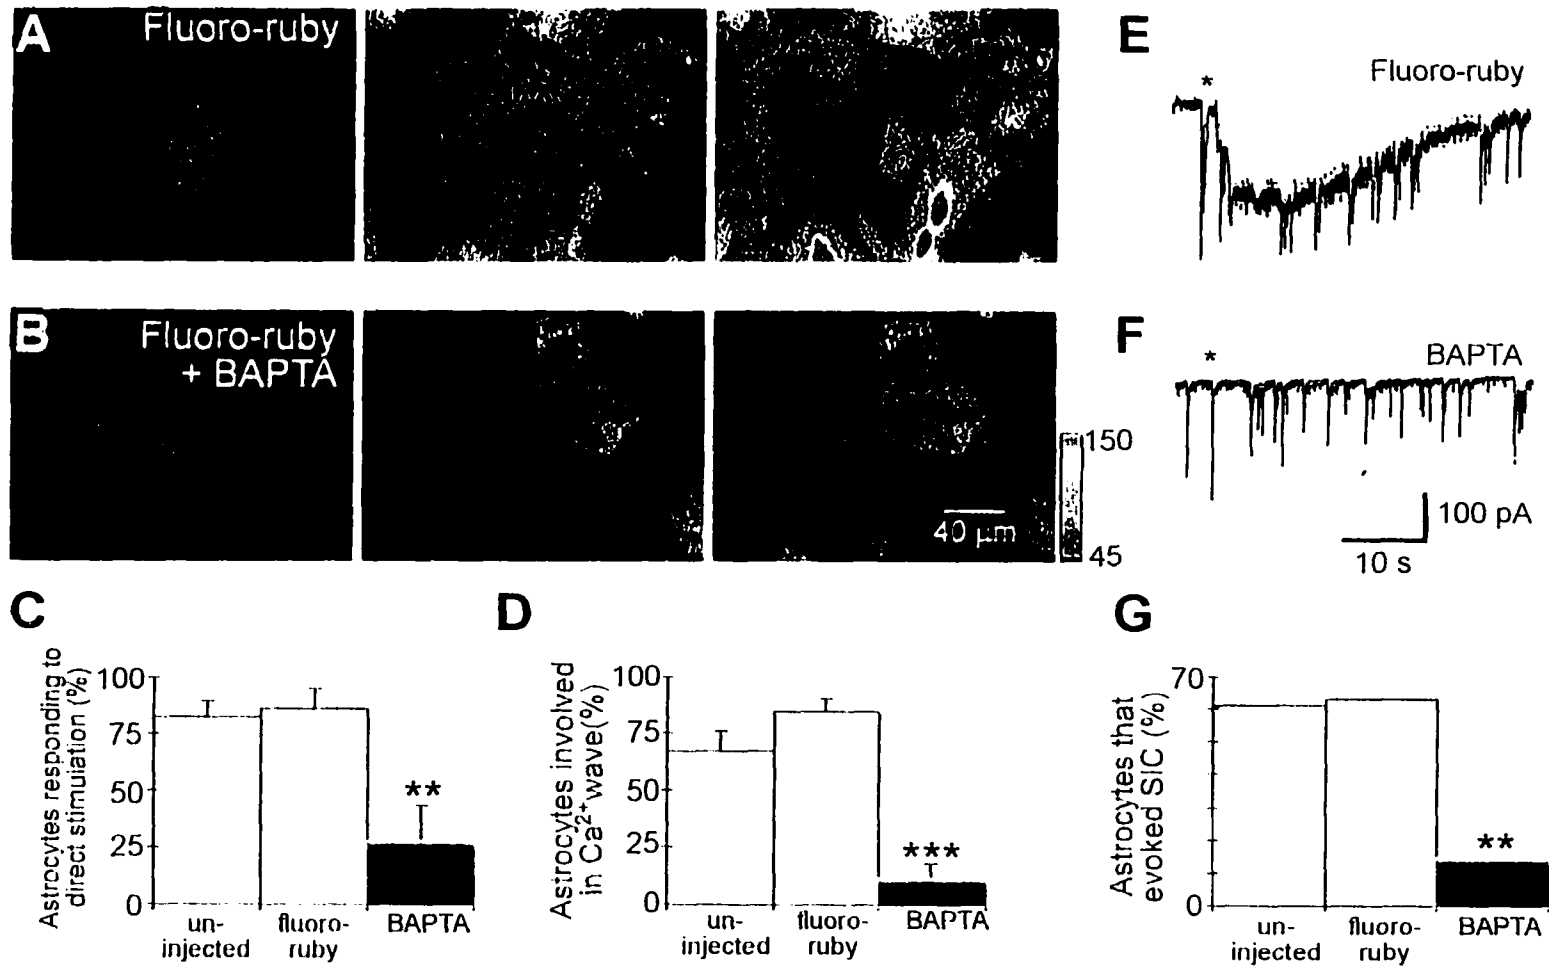 A
Fluoro-ruby
B
Fluoro-ruby
+ BAPTA
40 µm
150
45
E
*
Fluoro-ruby
F
*
BAPTA
100 pA
10 s
C
Astrocytes responding to
direct stimulation (%)
100
75
50
25
0
**
un-
injected
fluoro-
ruby
BAPTA
D
Astrocytes involved
in Ca2+ wave(%)
100
75
50
25
0
***
un-
injected
fluoro-
ruby
BAPTA
G
Astrocytes that
evoked SIC (%)
70
0
**
un-
injected
fluoro-
ruby
BAPTA